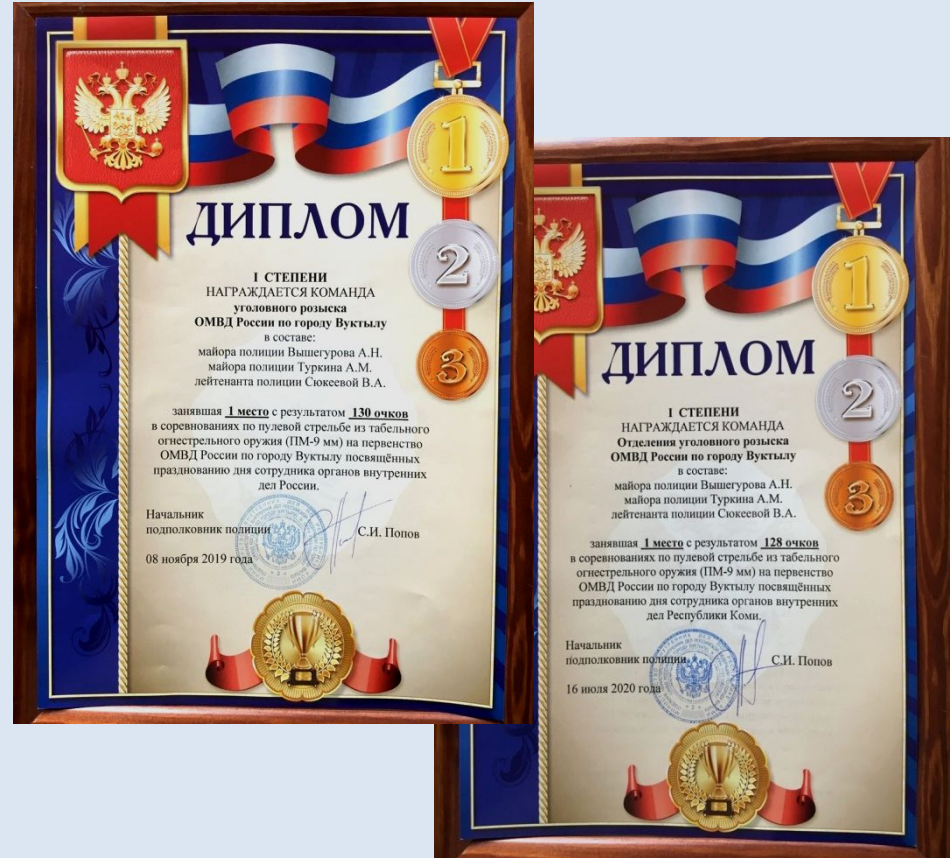 1
2
3
ДИПЛОМ
I СТЕПЕНИ
НАГРАЖДАЕТСЯ КОМАНДА
уголовного розыска
ОМВД России по городу Вуктылу
в составе:
майора полиции Вышегурова А.Н.
майора полиции Туркина А.М.
лейтенанта полиции Сюкеевой В.А.
занявшая 1 место с результатом 130 очков
в соревнованиях по пулевой стрельбе из табельного
огнестрельного оружия (ПМ-9 мм) на первенство
ОМВД России по городу Вуктылу посвящённых
празднованию дня сотрудника органов внутренних
дел России.
Начальник
подполковник полиции С.И. Попов
08 ноября 2019 года
1
2
3
ДИПЛОМ
I СТЕПЕНИ
НАГРАЖДАЕТСЯ КОМАНДА
Отделения уголовного розыска
ОМВД России по городу Вуктылу
в составе:
майора полиции Вышегурова А.Н.
майора полиции Туркина А.М.
лейтенанта полиции Сюкеевой В.А.
занявшая 1 место с результатом 128 очков
в соревнованиях по пулевой стрельбе из табельного
огнестрельного оружия (ПМ-9 мм) на первенство
ОМВД России по городу Вуктылу посвящённых
празднованию дня сотрудника органов внутренних
дел Республики Коми.
Начальник
подполковник полиции С.И. Попов
16 июля 2020 года